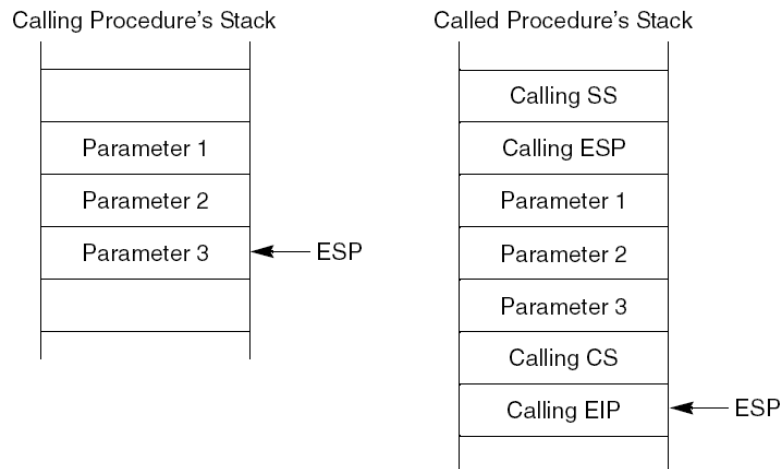 Calling Procedure's Stack
Parameter 1
Parameter 2
Parameter 3
ESP
Called Procedure's Stack
Calling SS
Calling ESP
Parameter 1
Parameter 2
Parameter 3
Calling CS
Calling EIP
ESP